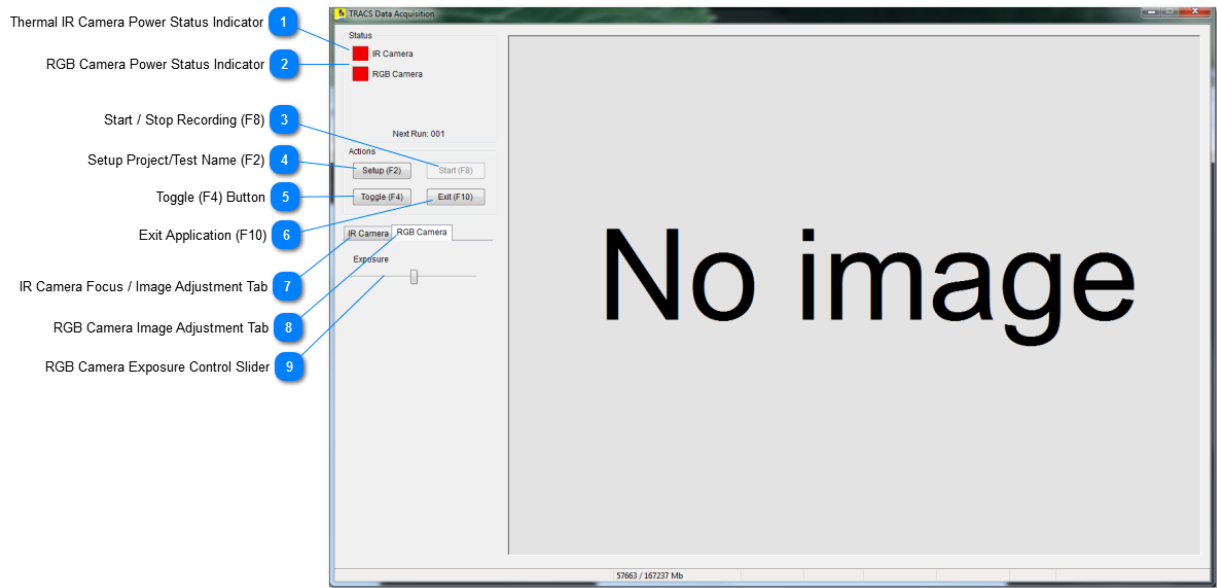 Thermal IR Camera Power Status Indicator 1
RGB Camera Power Status Indicator 2
Start / Stop Recording (F8) 3
Setup Project/Test Name (F2) 4
Toggle (F4) Button 5
Exit Application (F10) 6
IR Camera Focus / Image Adjustment Tab 7
RGB Camera Image Adjustment Tab 8
RGB Camera Exposure Control Slider 9
TRACS Data Acquisition
Status
IR Camera
RGB Camera
Next Run: 001
Actions
Setup (F2) Start (F8)
Toggle (F4) Exit (F10)
IR Camera RGB Camera
Exposure
No image
57663 / 167237 Mb